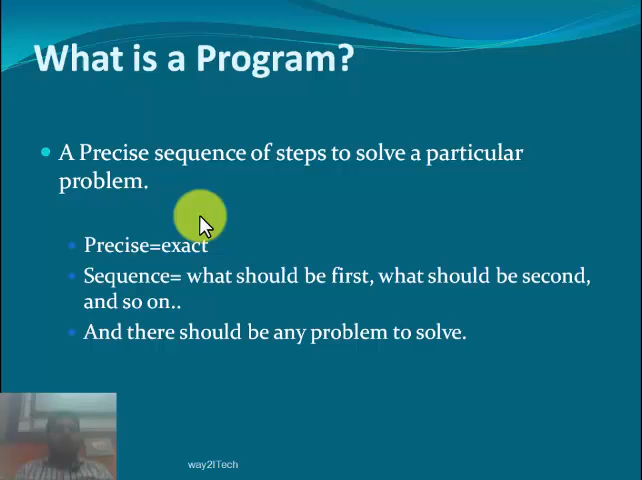 What is a Program?
A Precise sequence of steps to solve a particular
problem.
Precise=exact
Sequence= what should be first, what should be second,
and so on..
And there should be any problem to solve.
way2ITech